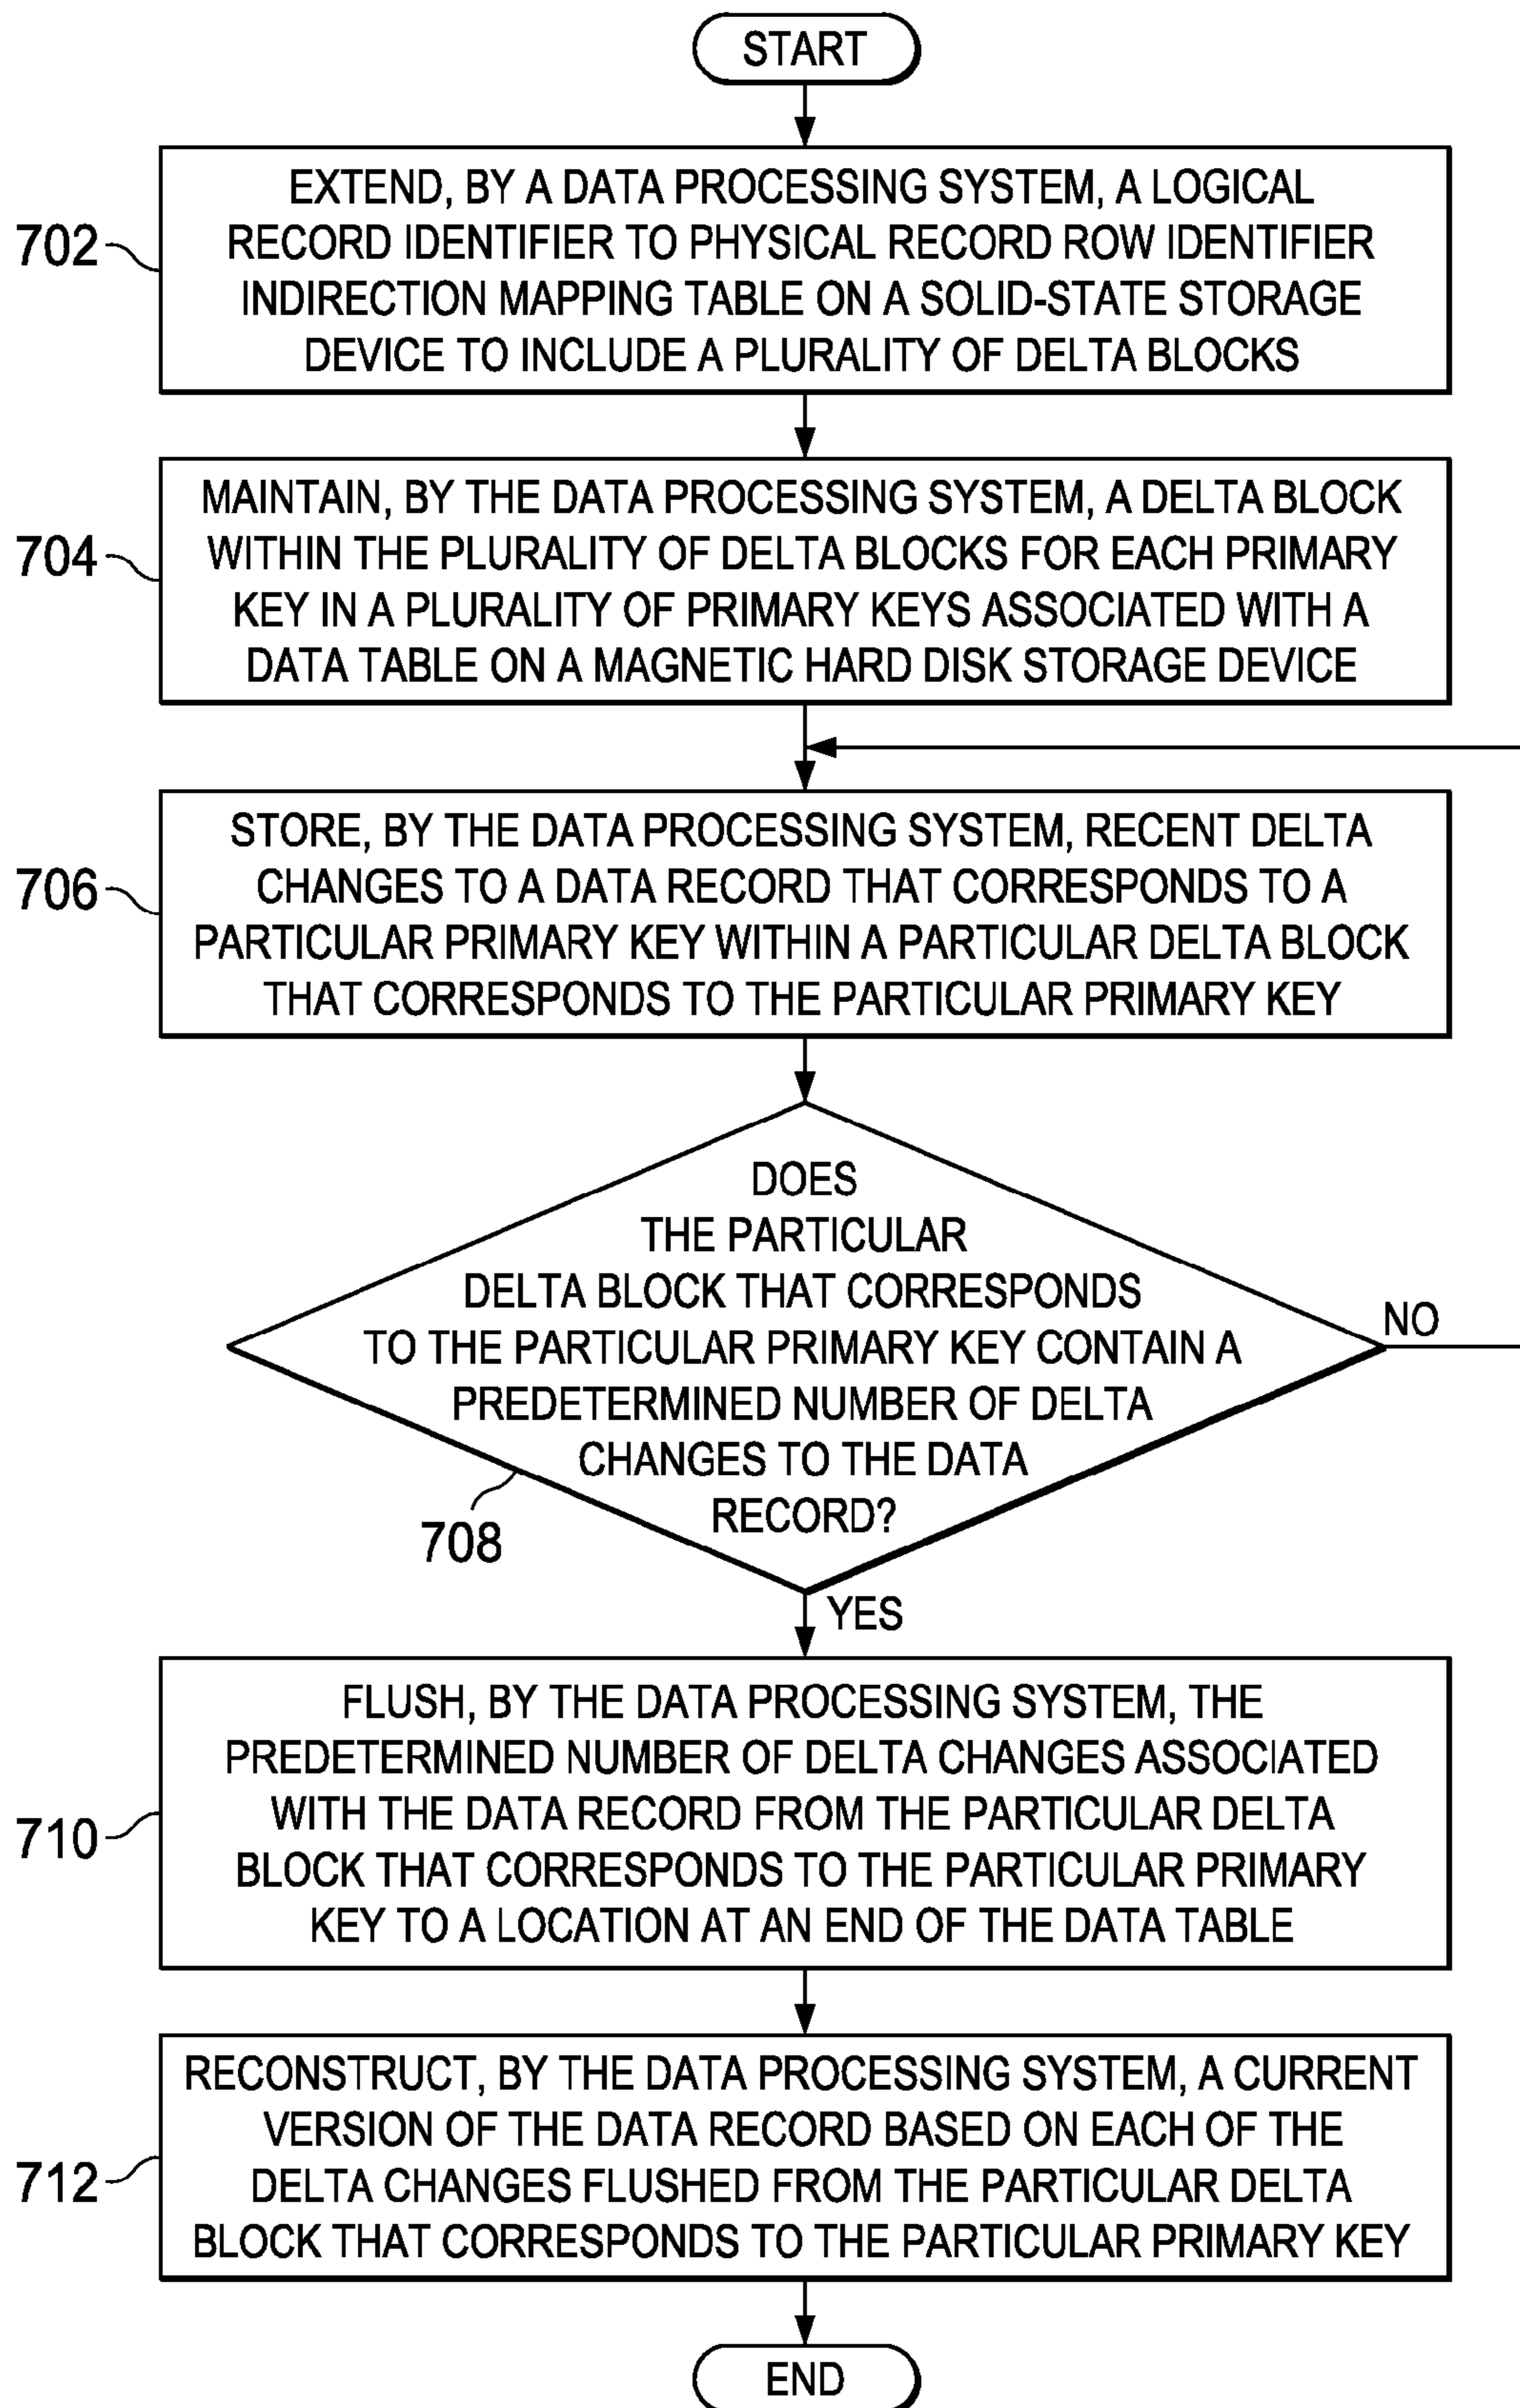 START
EXTEND, BY A DATA PROCESSING SYSTEM, A LOGICAL
RECORD IDENTIFIER TO PHYSICAL RECORD ROW IDENTIFIER
INDIRECTION MAPPING TABLE ON A SOLID-STATE STORAGE
DEVICE TO INCLUDE A PLURALITY OF DELTA BLOCKS
702
MAINTAIN, BY THE DATA PROCESSING SYSTEM, A DELTA BLOCK
WITHIN THE PLURALITY OF DELTA BLOCKS FOR EACH PRIMARY
KEY IN A PLURALITY OF PRIMARY KEYS ASSOCIATED WITH A
DATA TABLE ON A MAGNETIC HARD DISK STORAGE DEVICE
704
STORE, BY THE DATA PROCESSING SYSTEM, RECENT DELTA
CHANGES TO A DATA RECORD THAT CORRESPONDS TO A
PARTICULAR PRIMARY KEY WITHIN A PARTICULAR DELTA BLOCK
THAT CORRESPONDS TO THE PARTICULAR PRIMARY KEY
706
DOES
THE PARTICULAR
DELTA BLOCK THAT CORRESPONDS
TO THE PARTICULAR PRIMARY KEY CONTAIN A
PREDETERMINED NUMBER OF DELTA
CHANGES TO THE DATA
RECORD?
NO
708
YES
FLUSH, BY THE DATA PROCESSING SYSTEM, THE
PREDETERMINED NUMBER OF DELTA CHANGES ASSOCIATED
WITH THE DATA RECORD FROM THE PARTICULAR DELTA
BLOCK THAT CORRESPONDS TO THE PARTICULAR PRIMARY
KEY TO A LOCATION AT AN END OF THE DATA TABLE
710
RECONSTRUCT, BY THE DATA PROCESSING SYSTEM, A CURRENT
VERSION OF THE DATA RECORD BASED ON EACH OF THE
DELTA CHANGES FLUSHED FROM THE PARTICULAR DELTA
BLOCK THAT CORRESPONDS TO THE PARTICULAR PRIMARY KEY
712
END